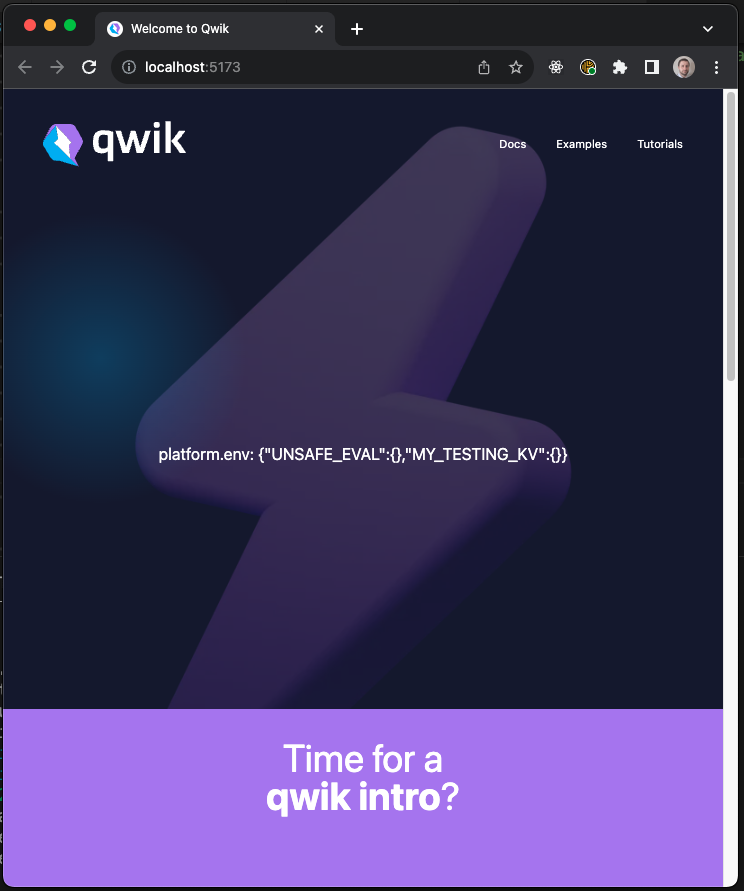 Welcome to Qwik
localhost:5173
qwik
Docs Examples Tutorials
platform.env: {"UNSAFE_EVAL":{},"MY_TESTING_KV":{}}
Time for a
qwik intro?